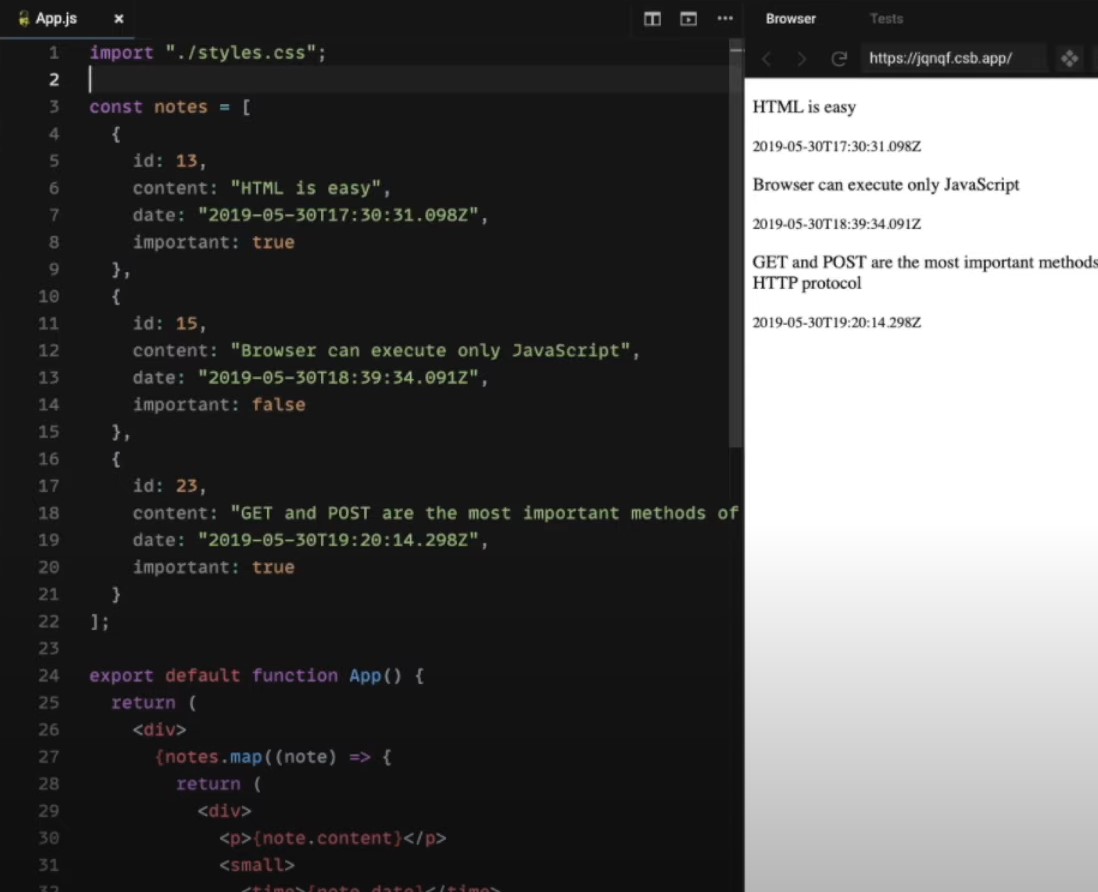 App.js ×
1 import "./styles.css";
2
3 const notes = [
4 {
5 id: 13,
6 content: "HTML is easy",
7 date: "2019-05-30T17:30:31.098Z",
8 important: true
9 },
10 {
11 id: 15,
12 content: "Browser can execute only JavaScript",
13 date: "2019-05-30T18:39:34.091Z",
14 important: false
15 },
16 {
17 id: 23,
18 content: "GET and POST are the most important methods of
19 date: "2019-05-30T19:20:14.298Z",
20 important: true
21 }
22 ];
23
24 export default function App() {
25 return (
26 <div>
27 {notes.map((note) => {
28 return (
29 <div>
30 <p>{note.content}</p>
31 <small>
32 <time>{note.date}</time>
Browser Tests
https://jqnqf.csb.app/
HTML is easy
2019-05-30T17:30:31.098Z
Browser can execute only JavaScript
2019-05-30T18:39:34.091Z
GET and POST are the most important methods
HTTP protocol
2019-05-30T19:20:14.298Z